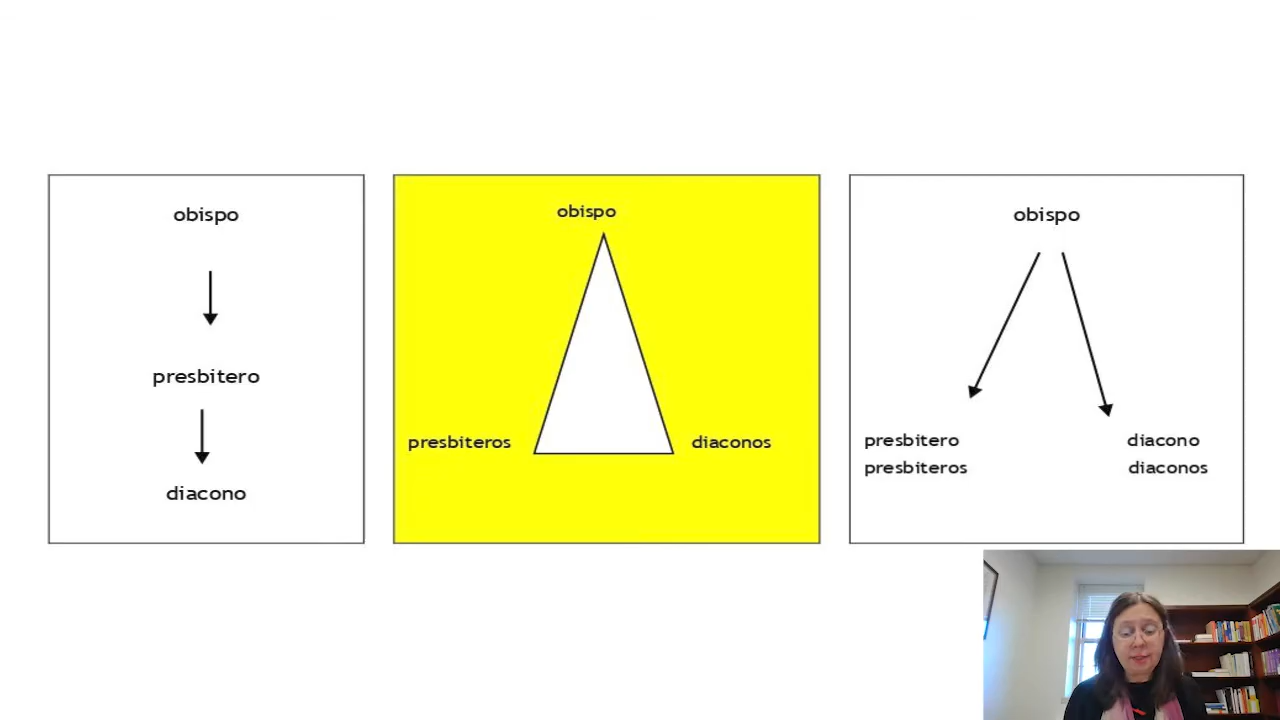 obispo
presbitero
diacono
obispo
presbiteros
diaconos
obispo
presbitero
presbiteros
diacono
diaconos